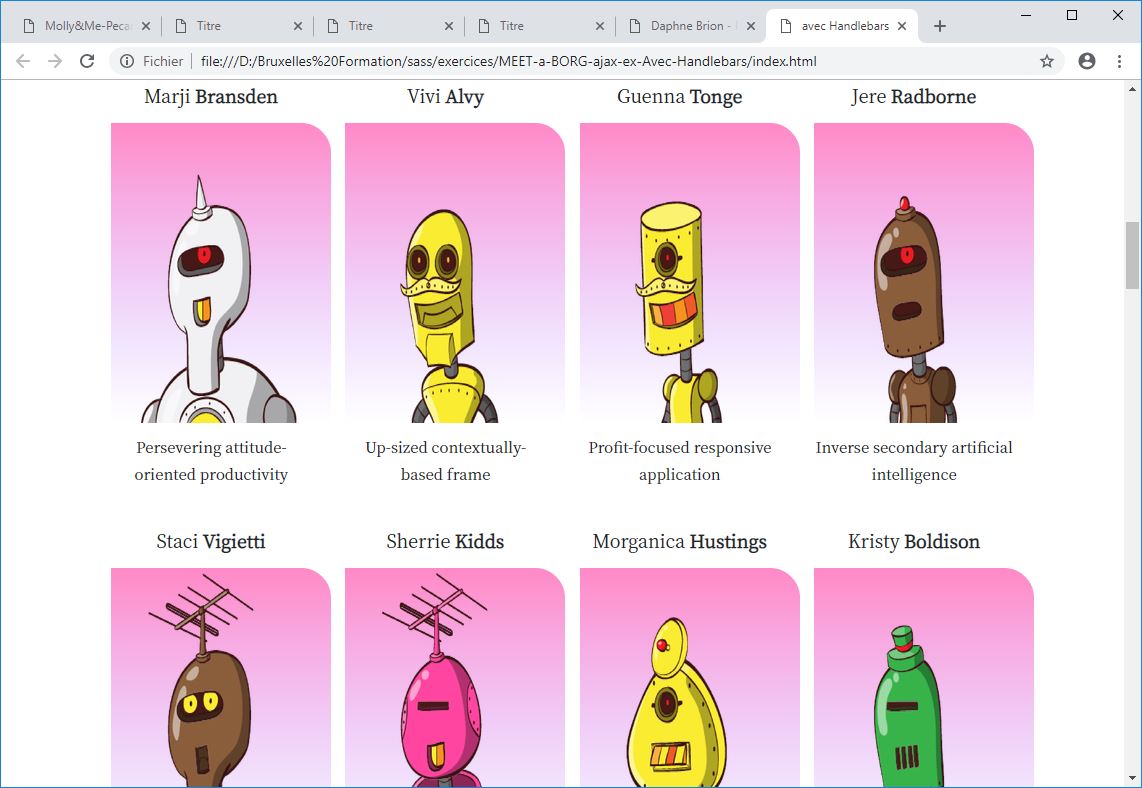 Molly&Me-Peca
Titre
Titre
Titre
Daphne Brion -
avec Handlebars
Fichier
file:///D:/Bruxelles%20Formation/sass/exercices/MEET-a-BORG-ajax-ex-Avec-Handlebars/index.html
Marji Bransden
Vivi Alvy
Guenna Tonge
Jere Radborne
Persevering attitude-
oriented productivity
Up-sized contextually-
based frame
Profit-focused responsive
application
Inverse secondary artificial
intelligence
Staci Vigietti
Sherrie Kidds
Morganica Hustings
Kristy Boldison